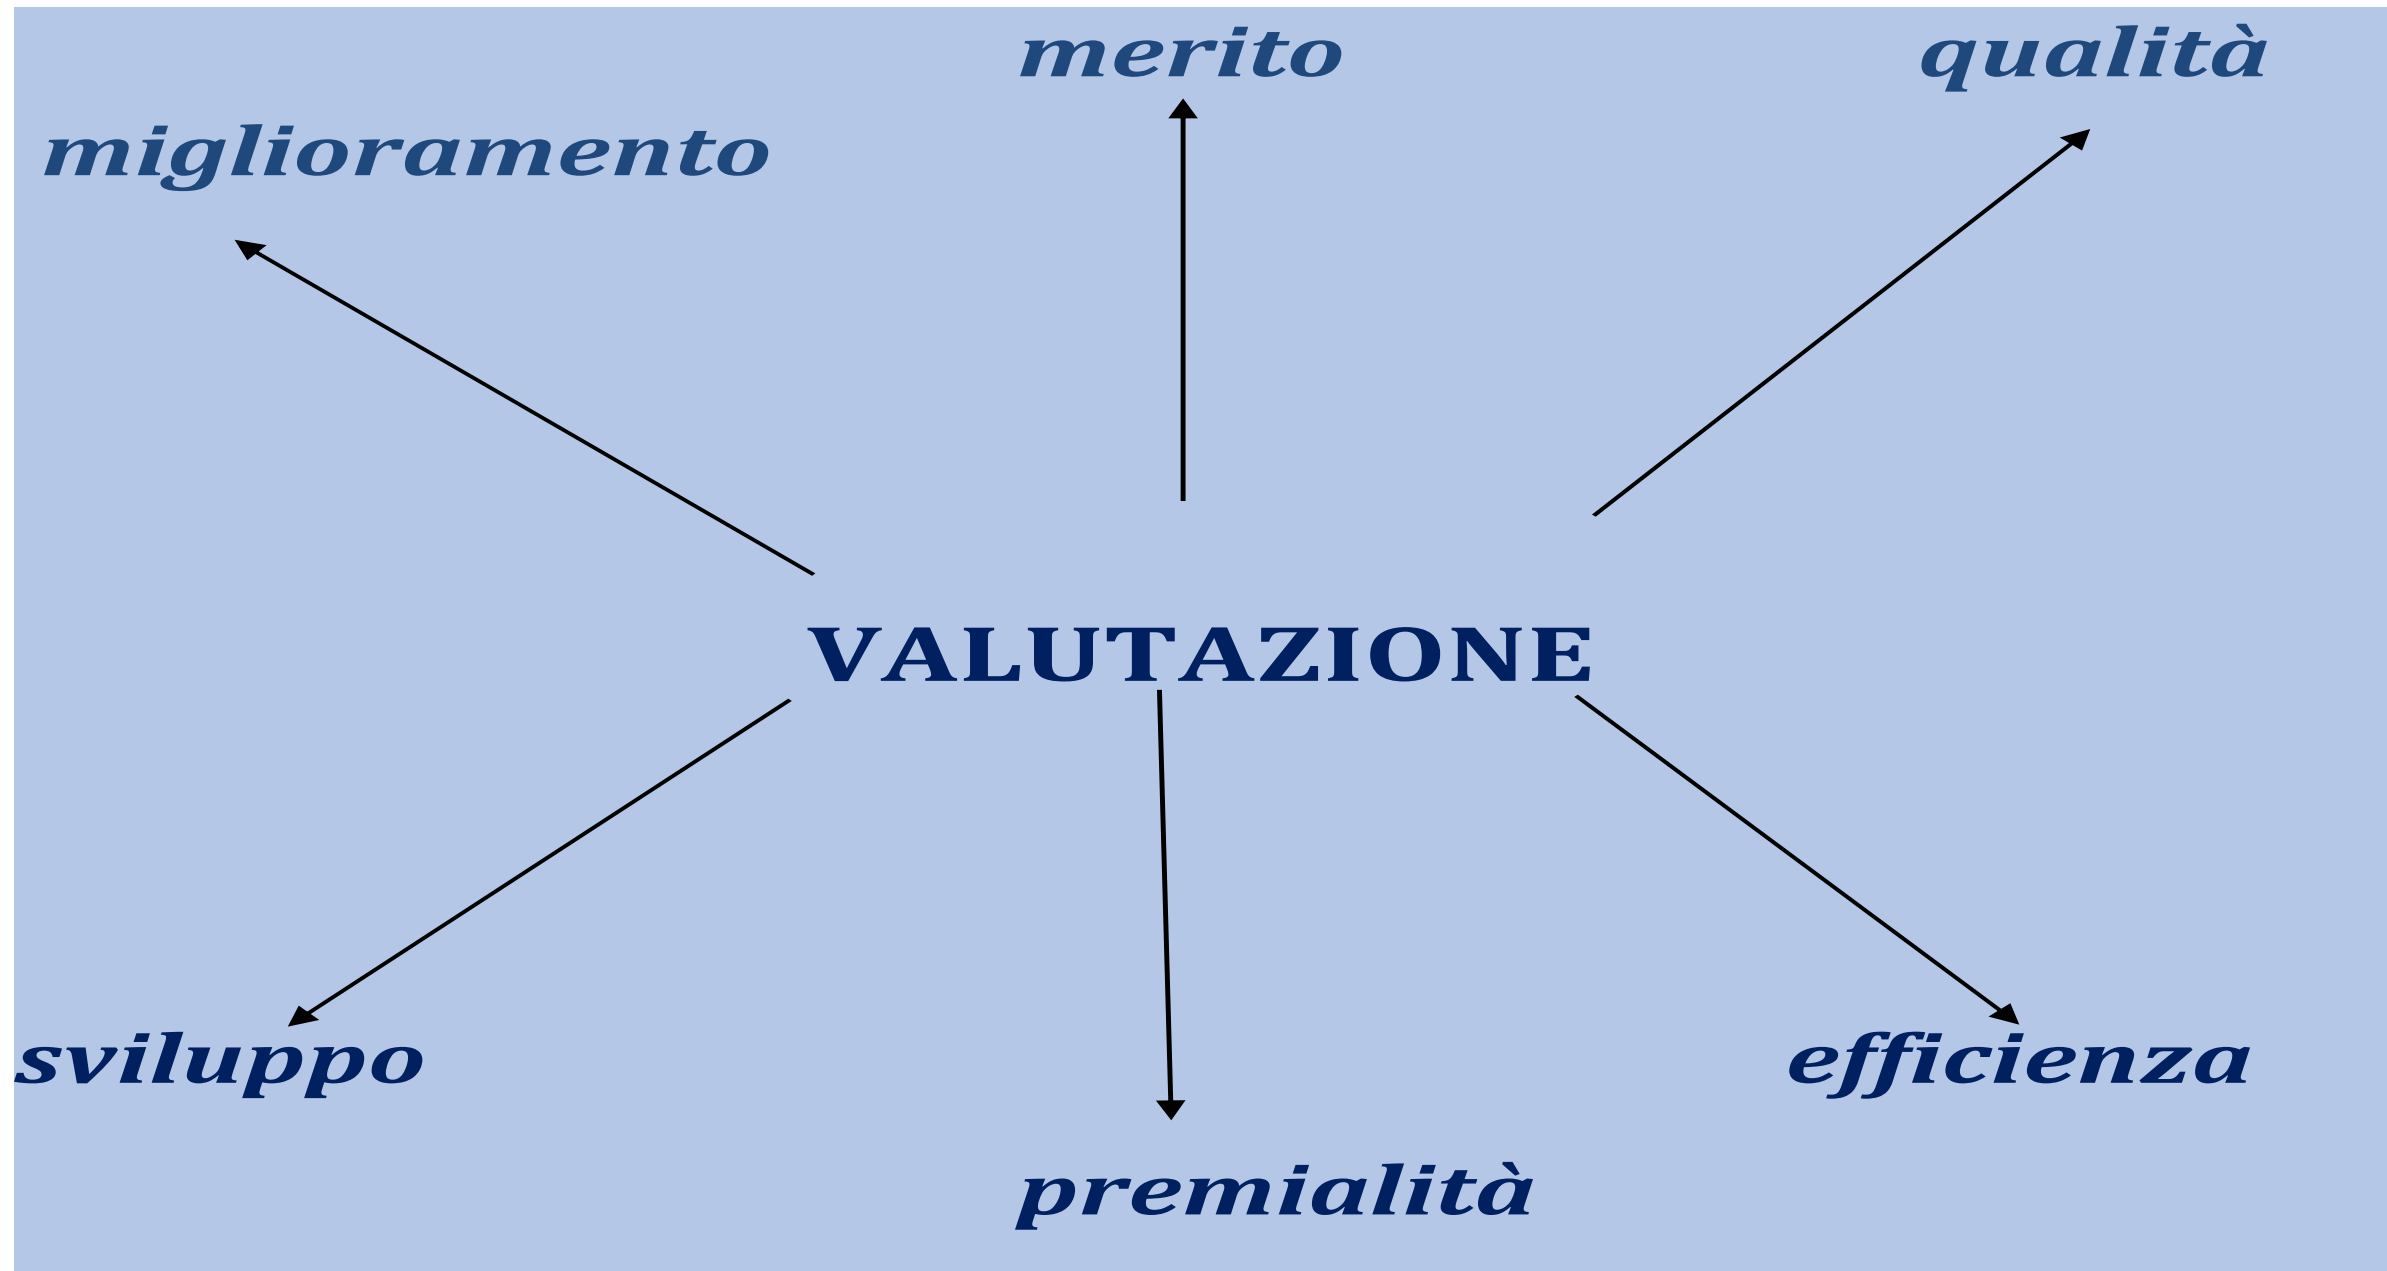 merito
qualità
miglioramento
VALUTAZIONE
sviluppo
efficienza
premialità